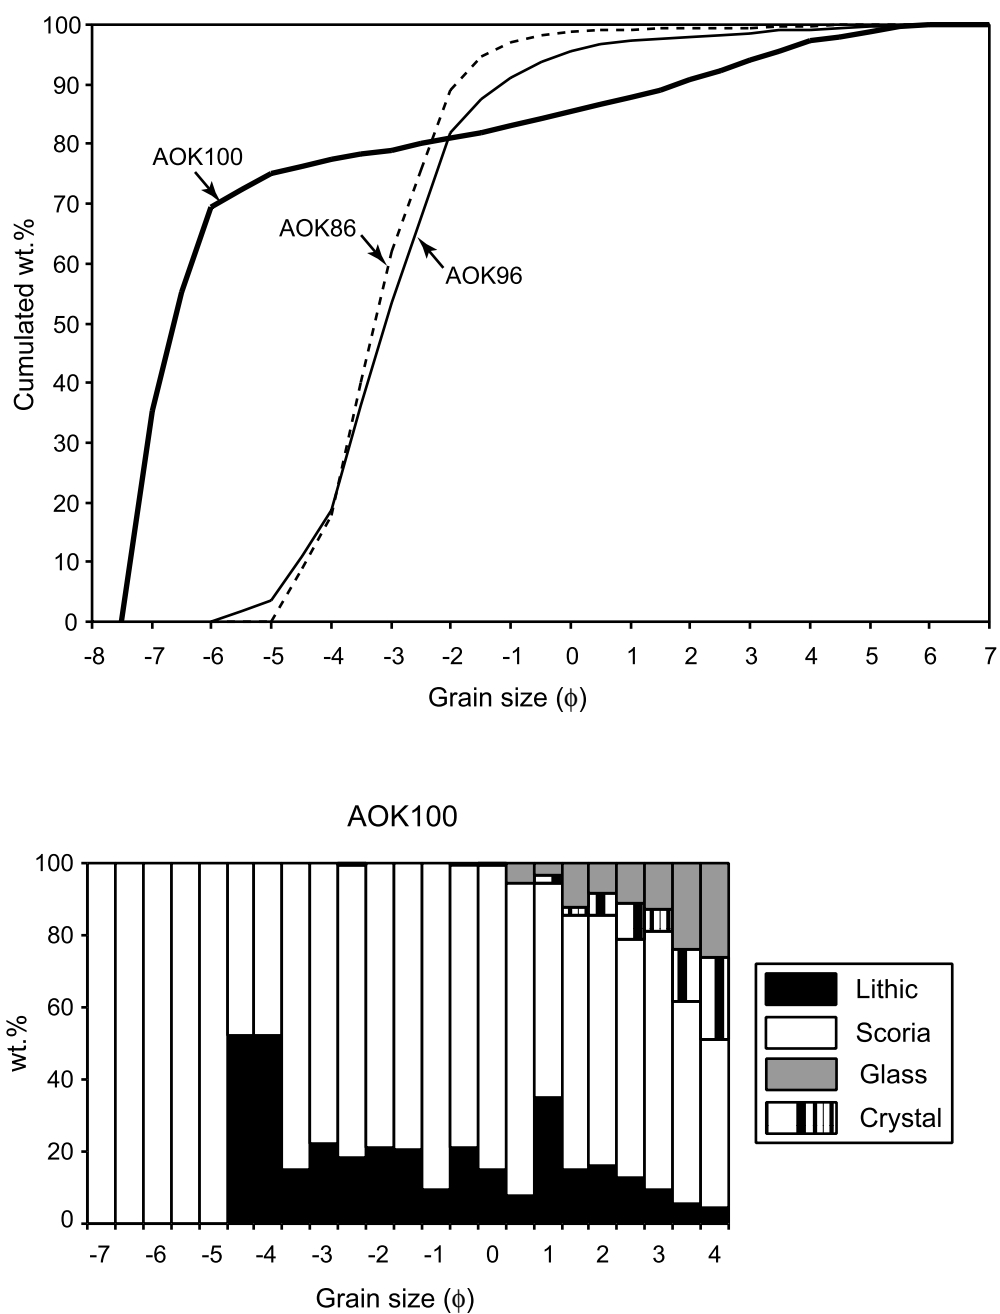 100
90
80
70
60
50
40
30
20
10
0
Cumulated wt.%
AOK100
AOK86
AOK96
-8 -7 -6 -5 -4 -3 -2 -1 0 1 2 3 4 5 6 7
Grain size (ϕ)
AOK100
100
80
60
40
20
0
wt.%
Lithic
Scoria
Glass
Crystal
-7 -6 -5 -4 -3 -2 -1 0 1 2 3 4
Grain size (ϕ)